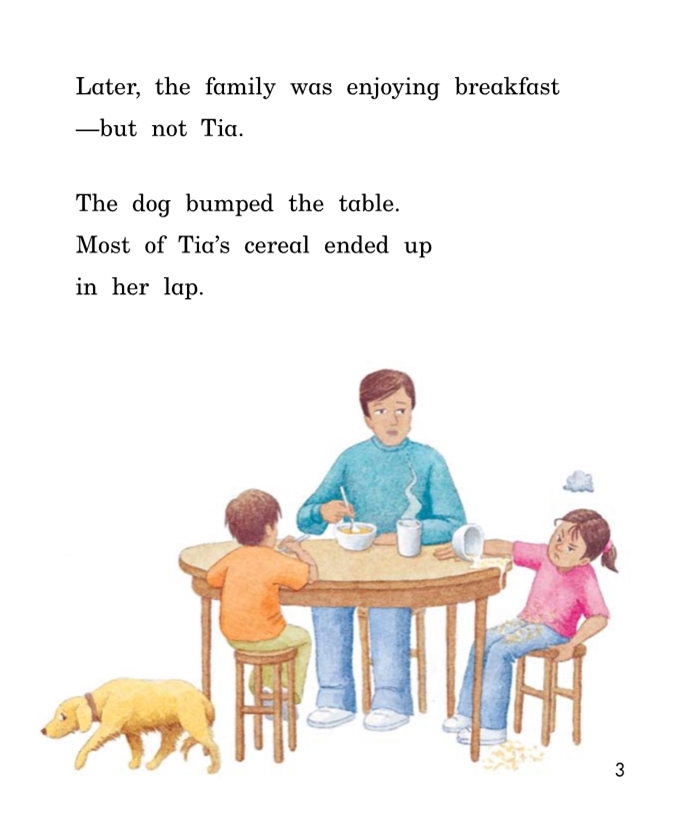 Later, the family was enjoying breakfast
—but not Tia.
The dog bumped the table.
Most of Tia's cereal ended up
in her lap.
3